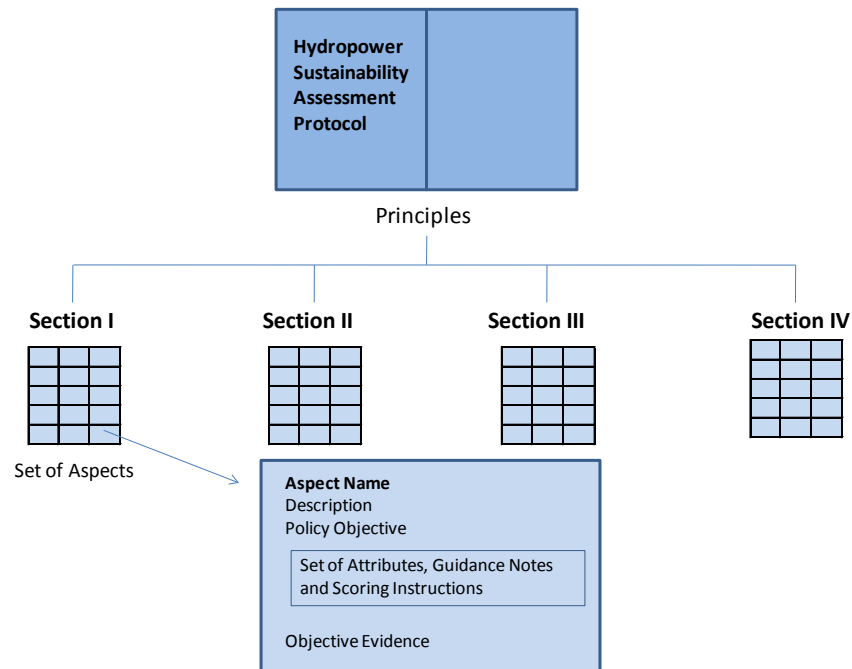 Hydropower
Sustainability
Assessment
Protocol
Principles
Section I
Section II
Section III
Section IV
Set of Aspects
Aspect Name
Description
Policy Objective
Set of Attributes, Guidance Notes
and Scoring Instructions
Objective Evidence